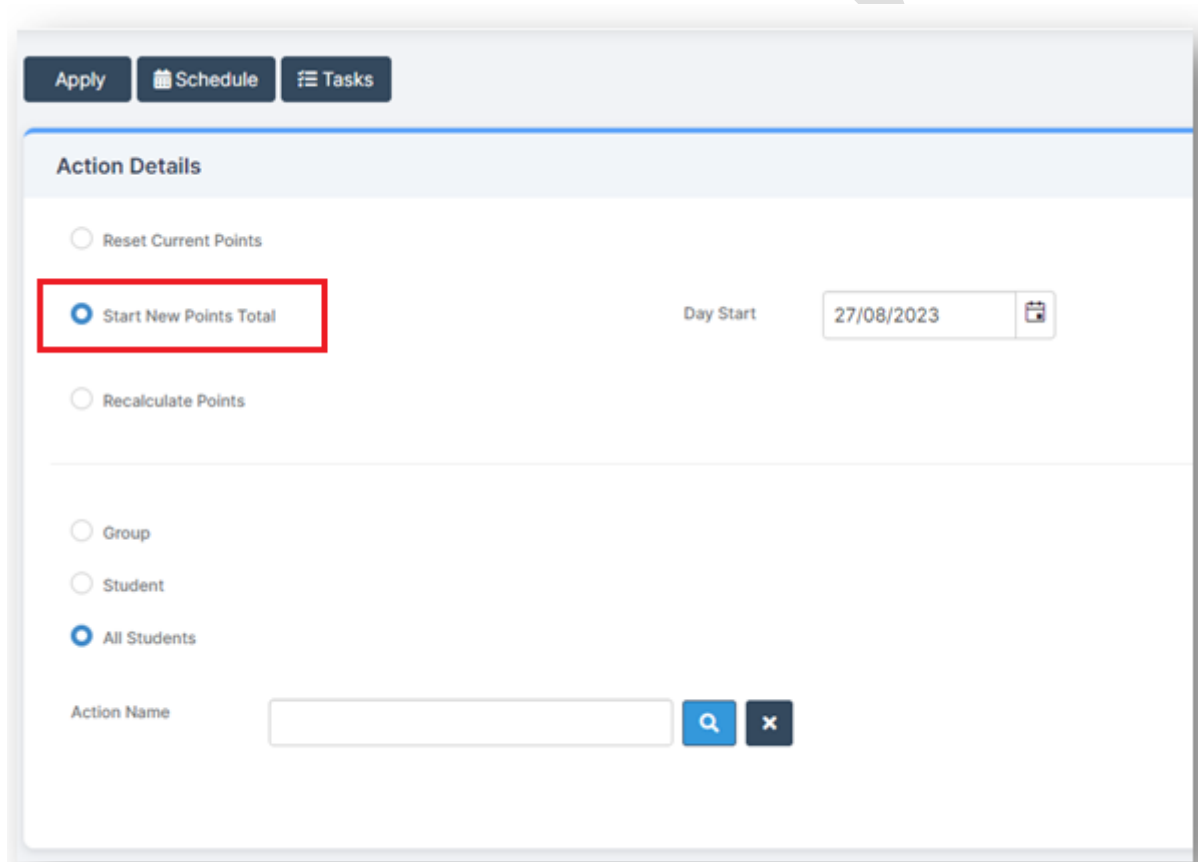 Apply Schedule Tasks
Action Details
Reset Current Points
Start New Points Total Day Start 27/08/2023
Recalculate Points
Group
Student
All Students
Action Name